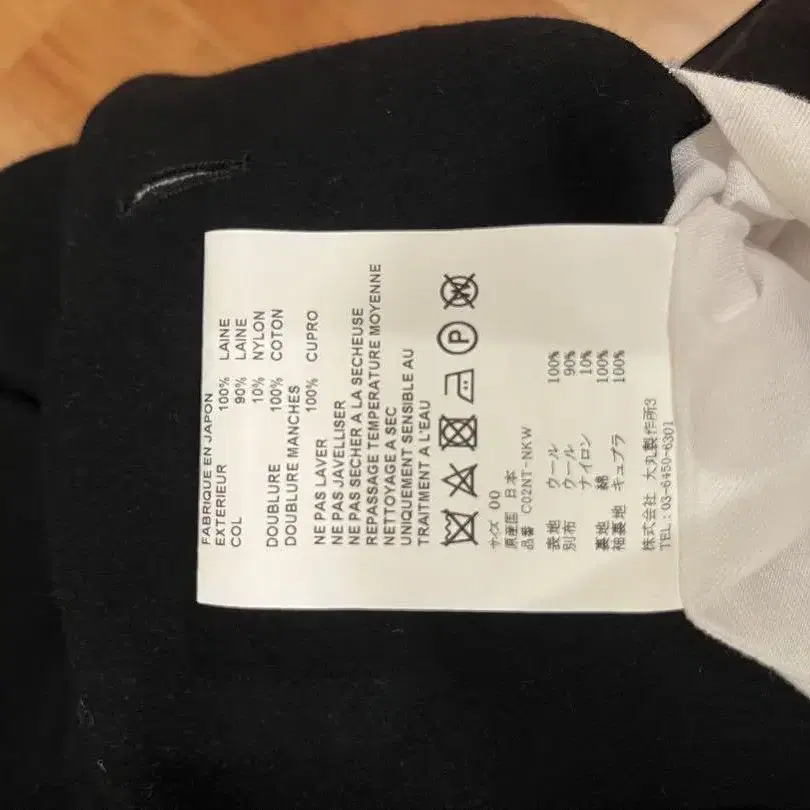 FABRIQUE EN JAPON
EXTERIEUR 100% LAINE
COL 90% LAINE
10% NYLON
DOUBLURE 100% COTON
DOUBLURE MANCHES
100% CUPRO
NE PAS LAVER
NE PAS JAVELLISER
NE PAS SECHER A LA SECHEUSE
REPASSAGE TEMPERATURE MOYENNE
NETTOYAGE A SEC
UNIQUEMENT SENSIBLE AU
TRAITMENT A L'EAU
P W
サイズ 00
原産国 日本
品番 C02NT-NKW
表地 ウール 100%
別布 ウール 90%
ナイロン 10%
裏地 綿 100%
袖裏地 キュプラ 100%
株式会社 大丸製作所3
TEL:03-6450-6301